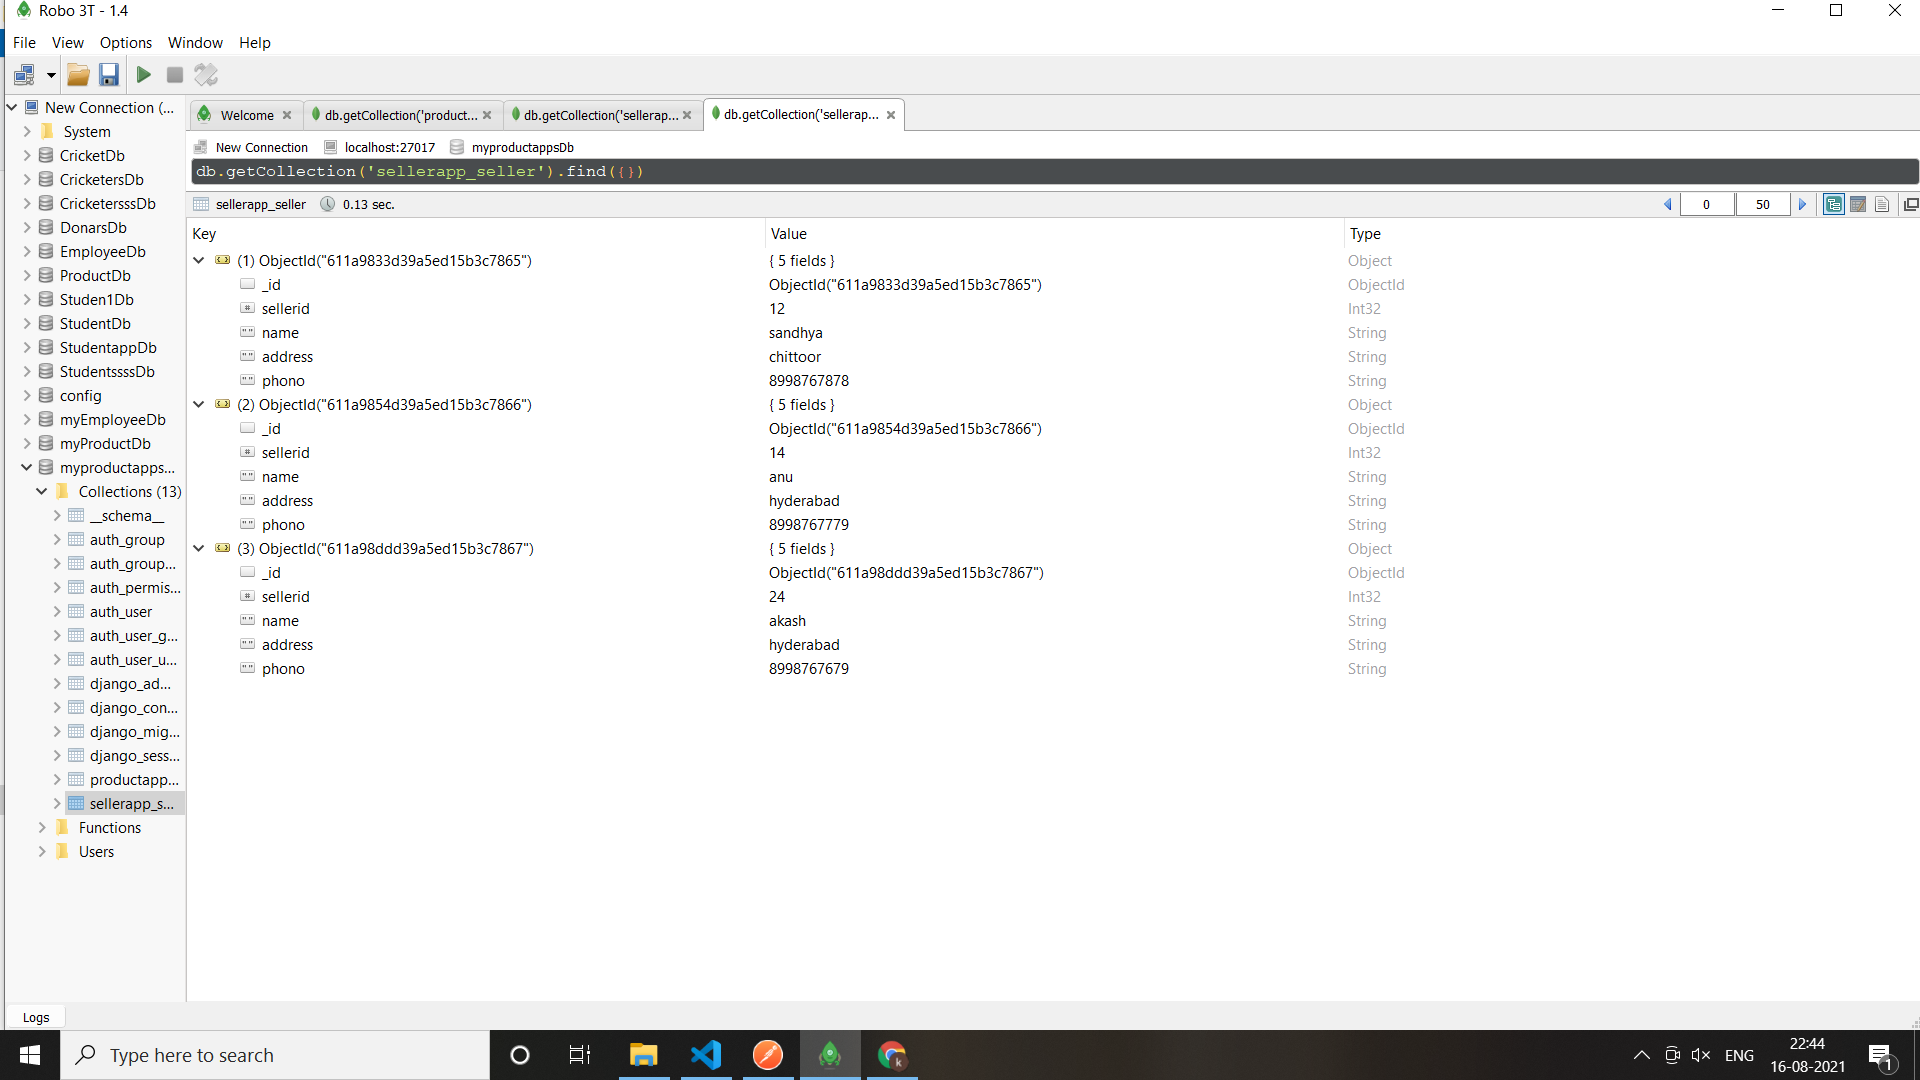 Robo 3T - 1.4
File View Options Window Help
New Connection (...
System
CricketDb
CricketersDb
CricketersssDb
DonarsDb
EmployeeDb
ProductDb
Studen1Db
StudentDb
StudentappDb
StudentssssDb
config
myEmployeeDb
myProductDb
myproductapps...
Collections (13)
__schema__
auth_group
auth_group...
auth_permis...
auth_user
auth_user_g...
auth_user_u...
django_ad...
django_con...
django_mig...
django_sess...
productapp...
sellerapp_s...
Functions
Users
Welcome db.getCollection('product... db.getCollection('sellerap... db.getCollection('sellerap...
New Connection localhost:27017 myproductappsDb
db.getCollection('sellerapp_seller').find({})
sellerapp_seller 0.13 sec. 0 50
Key Value Type
(1) ObjectId("611a9833d39a5ed15b3c7865") { 5 fields } Object
_id ObjectId("611a9833d39a5ed15b3c7865") ObjectId
sellerid 12 Int32
name sandhya String
address chittoor String
phono 8998767878 String
(2) ObjectId("611a9854d39a5ed15b3c7866") { 5 fields } Object
_id ObjectId("611a9854d39a5ed15b3c7866") ObjectId
sellerid 14 Int32
name anu String
address hyderabad String
phono 8998767779 String
(3) ObjectId("611a98ddd39a5ed15b3c7867") { 5 fields } Object
_id ObjectId("611a98ddd39a5ed15b3c7867") ObjectId
sellerid 24 Int32
name akash String
address hyderabad String
phono 8998767679 String
Logs
Type here to search
k
ENG
22:44
16-08-2021
1